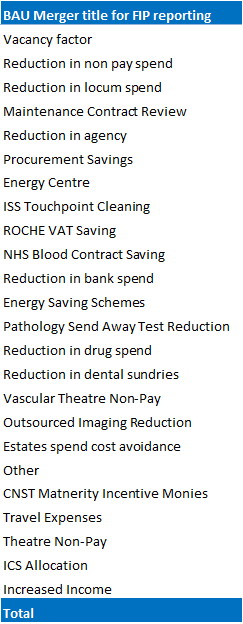 BAU Merger title for FIP reporting
Vacancy factor
Reduction in non pay spend
Reduction in locum spend
Maintenance Contract Review
Reduction in agency
Procurement Savings
Energy Centre
ISS Touchpoint Cleaning
ROCHE VAT Saving
NHS Blood Contract Saving
Reduction in bank spend
Energy Saving Schemes
Pathology Send Away Test Reduction
Reduction in drug spend
Reduction in dental sundries
Vascular Theatre Non-Pay
Outsourced Imaging Reduction
Estates spend cost avoidance
Other
CNST Matnerity Incentive Monies
Travel Expenses
Theatre Non-Pay
ICS Allocation
Increased Income
Total